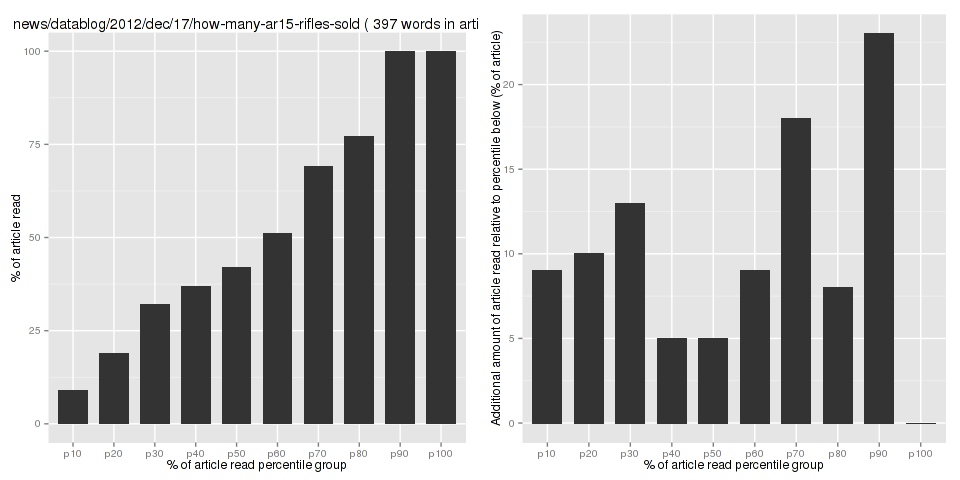 news/datablog/2012/dec/17/how-many-ar15-rifles-sold ( 397 words in arti
100
75
50
25
0
% of article read
p10 p20 p30 p40 p50 p60 p70 p80 p90 p100
% of article read percentile group
Additional amount of article read relative to percentile below (% of article)
20
15
10
5
0
p10 p20 p30 p40 p50 p60 p70 p80 p90 p100
% of article read percentile group